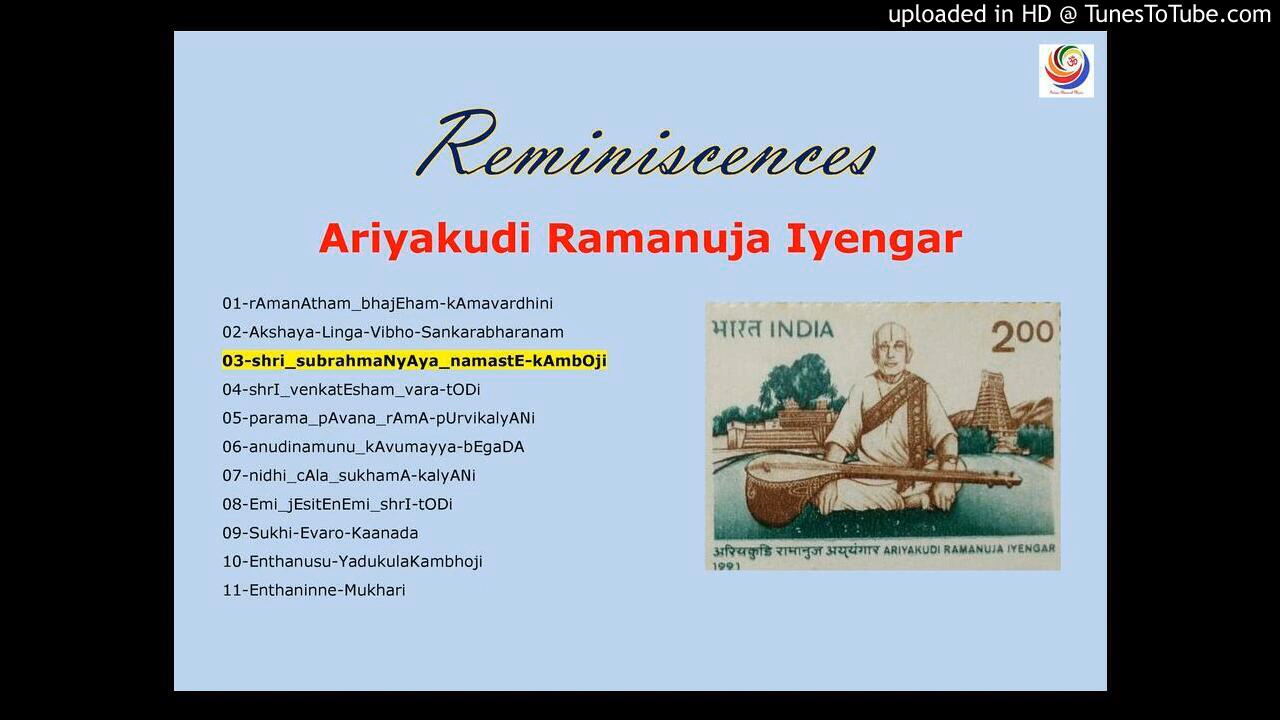 uploaded in HD @ TunesToTube.com
Reminiscences
Ariyakudi Ramanuja Iyengar
01-rAmanAtham_bhajEham-kAmavardhini
02-Akshaya-Linga-Vibho-Sankarabharanam
03-shri_subrahmaNyAya_namastE-kAmbOji
04-shrI_venkatEsham_vara-tODi
05-parama_pAvana_rAmA-pUrvikalyANi
06-anudinamunu_kAvumayya-bEgaDA
07-nidhi_cAla_sukhamA-kalyANi
08-Emi_jEsitEnEmi_shrI-tODi
09-Sukhi-Evaro-Kaanada
10-Enthanusu-YadukulaKambhoji
11-Enthaninne-Mukhari
भारत INDIA
200
अरियकुडि रामानुज अय्यंगार ARIYAKUDI RAMANUJA IYENGAR
1991